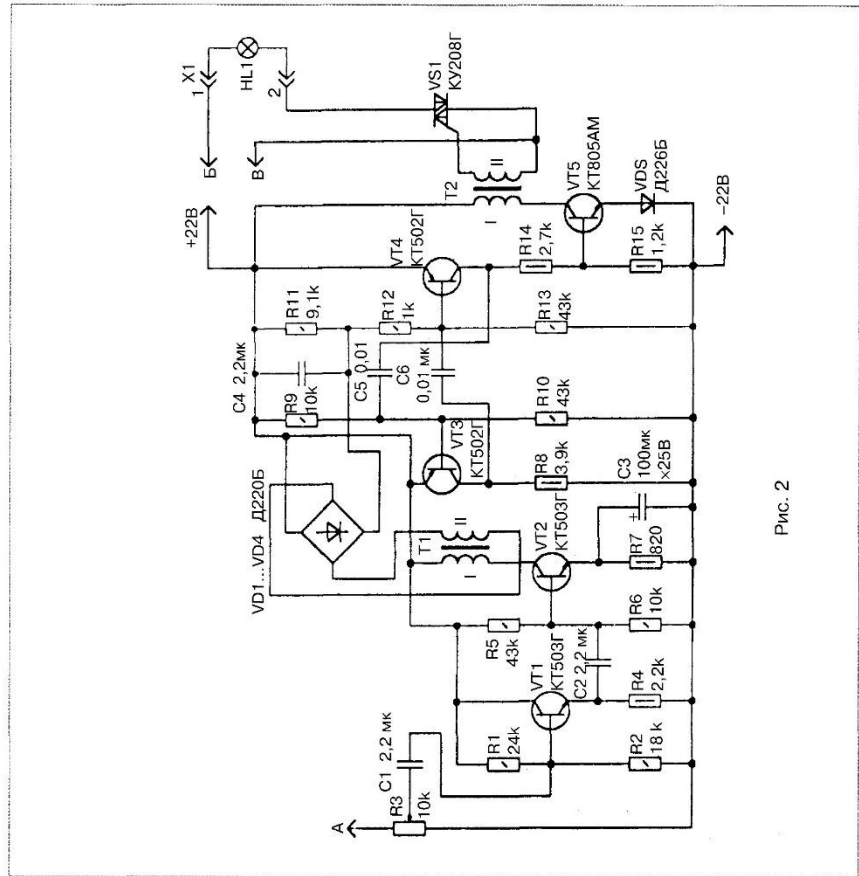 А
R3
10k
C1 2,2 мк
R1
24k
R2
18 k
VT1
КТ503Г
C2 2,2 мк
R4
2,2k
R5
43k
R6
10k
VT2
КТ503Г
R7
820
C3
100мк
×25В
T1
I
II
VD1...VD4 Д220Б
R8
3,9k
VT3
КТ502Г
R9
10k
R10
43k
C4 2,2мк
C5 0,01
C6
0,01 мк
R11
9,1k
R12
1k
R13
43k
VT4
КТ502Г
R14
2,7k
R15
1,2k
+22В
−22В
Б
В
T2
I
II
VT5
КТ805АМ
VDS
Д226Б
VS1
КУ208Г
X1
1
2
HL1
Рис. 2